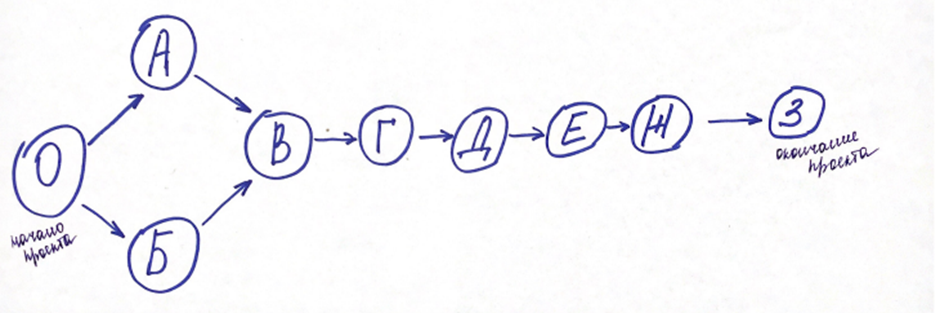 А
О
Б
В
Г
Д
Е
Ж
З
начало
проекта
окончание
проекта